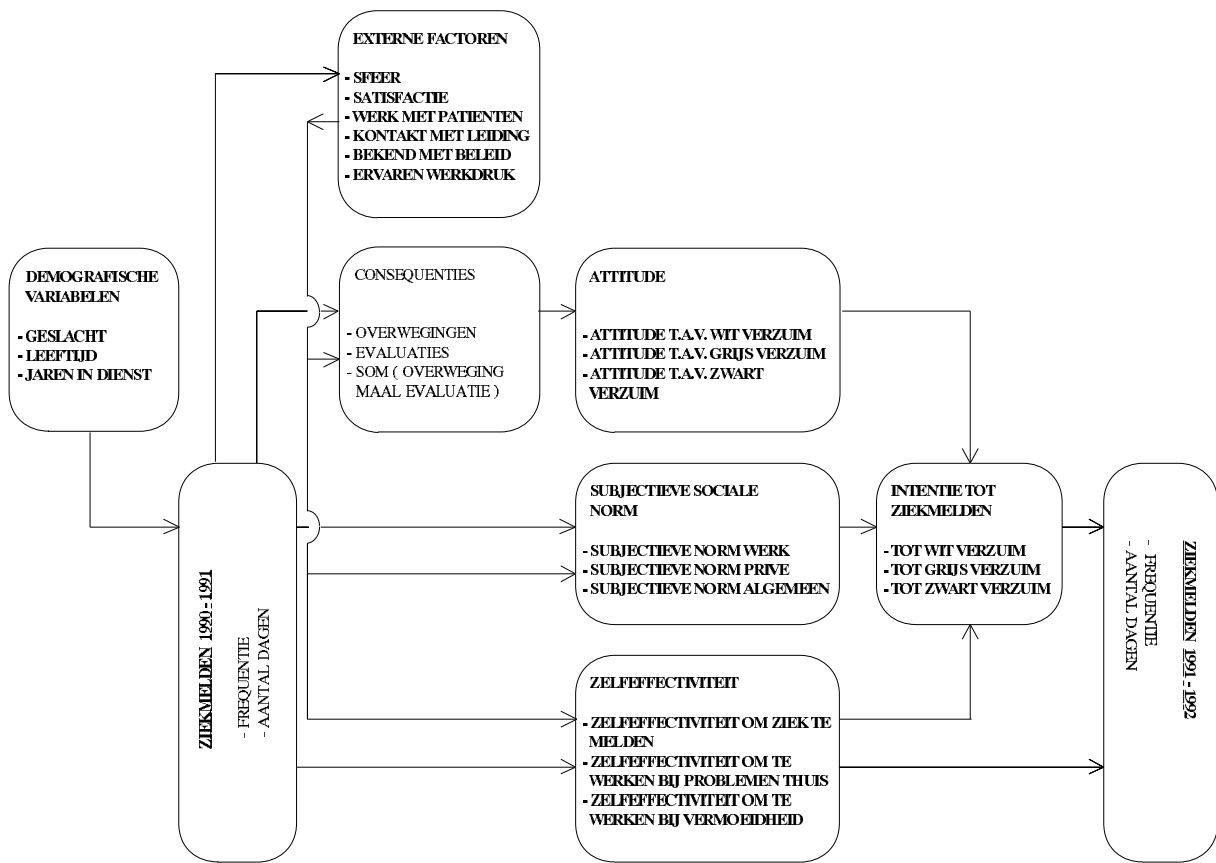 EXTERNE FACTOREN
- SFEER
- SATISFACTIE
- WERK MET PATIENTEN
- KONTAKT MET LEIDING
- BEKEND MET BELEID
- ERVAREN WERKDRUK
DEMOGRAFISCHE
VARIABELEN
- GESLACHT
- LEEFTIJD
- JAREN IN DIENST
CONSEQUENTIES
- OVERWEGINGEN
- EVALUATIES
- SOM ( OVERWEGING
MAAL EVALUATIE )
ATTITUDE
- ATTITUDE T.A.V. WIT VERZUIM
- ATTITUDE T.A.V. GRIJS VERZUIM
- ATTITUDE T.A.V. ZWART
VERZUIM
ZIEKMELDEN 1990 - 1991
- FREQUENTIE
- AANTAL DAGEN
SUBJECTIEVE SOCIALE
NORM
- SUBJECTIEVE NORM WERK
- SUBJECTIEVE NORM PRIVE
- SUBJECTIEVE NORM ALGEMEEN
INTENTIE TOT
ZIEKMELDEN
- TOT WIT VERZUIM
- TOT GRIJS VERZUIM
- TOT ZWART VERZUIM
ZELFEFFECTIVITEIT
- ZELFEFFECTIVITEIT OM ZIEK TE
MELDEN
- ZELFEFFECTIVITEIT OM TE
WERKEN BIJ PROBLEMEN THUIS
- ZELFEFFECTIVITEIT OM TE
WERKEN BIJ VERMOEIDHEID
ZIEKMELDEN 1991 - 1992
- FREQUENTIE
- AANTAL DAGEN